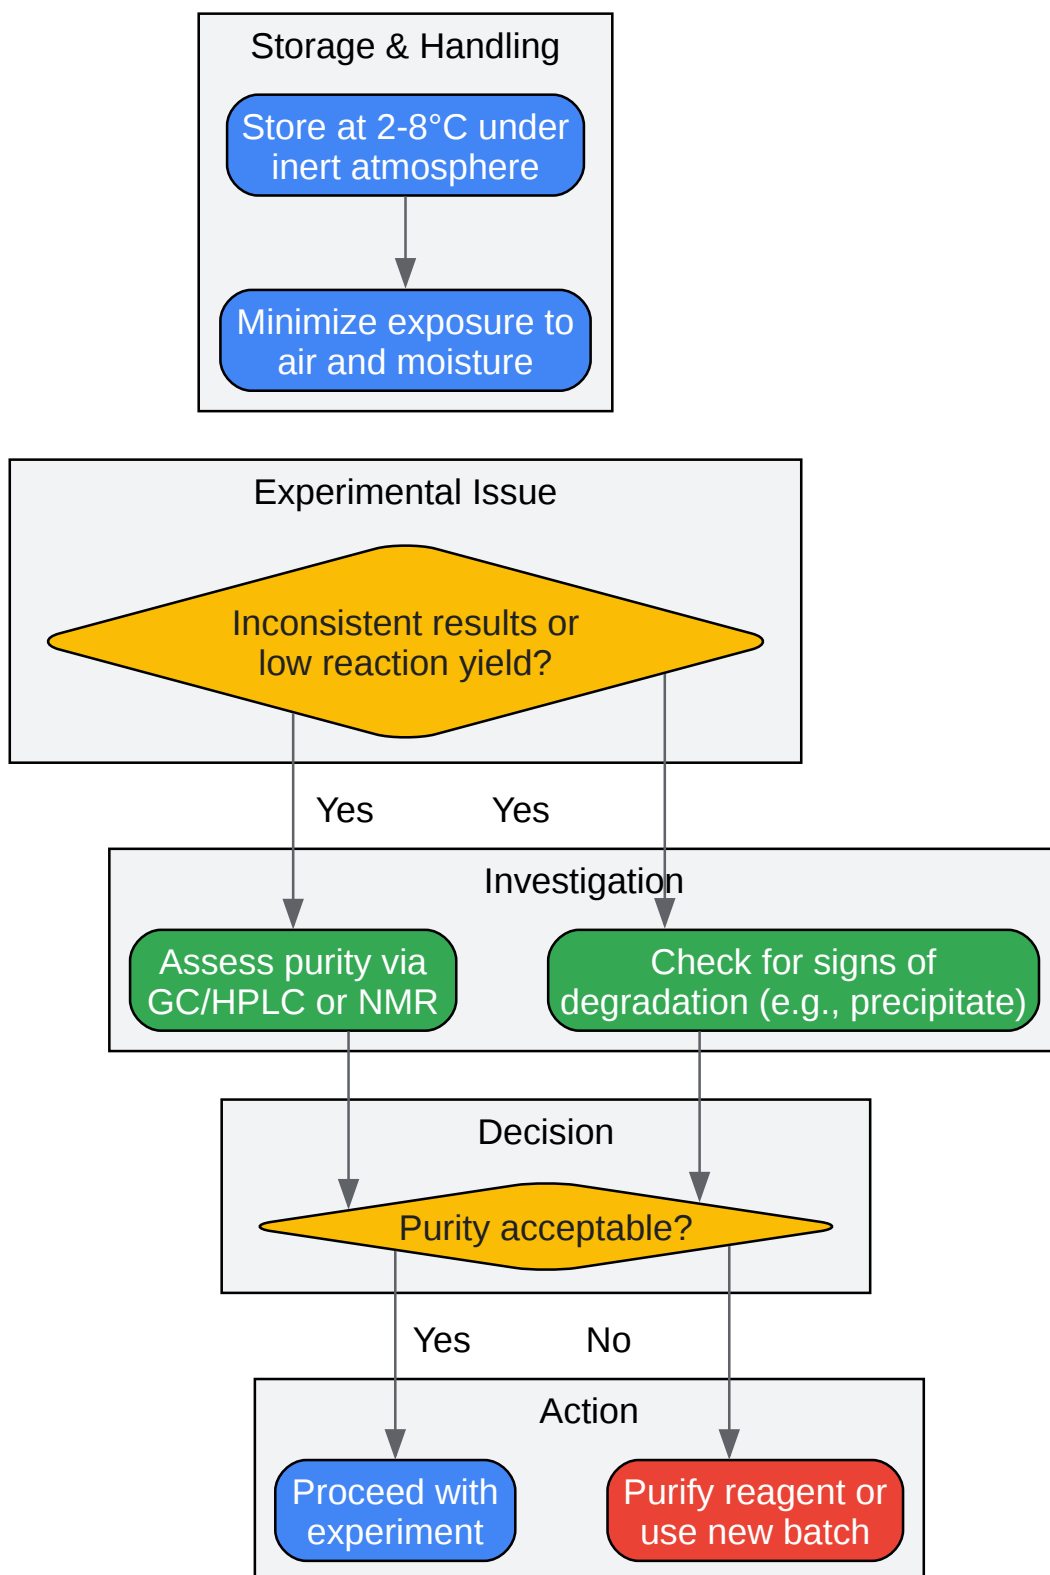 Storage & Handling
Store at 2-8°C under
inert atmosphere
Minimize exposure to
air and moisture
Experimental Issue
Inconsistent results or
low reaction yield?
Yes
Yes
Investigation
Assess purity via
GC/HPLC or NMR
Check for signs of
degradation (e.g., precipitate)
Decision
Purity acceptable?
Yes
No
Action
Proceed with
experiment
Purify reagent or
use new batch